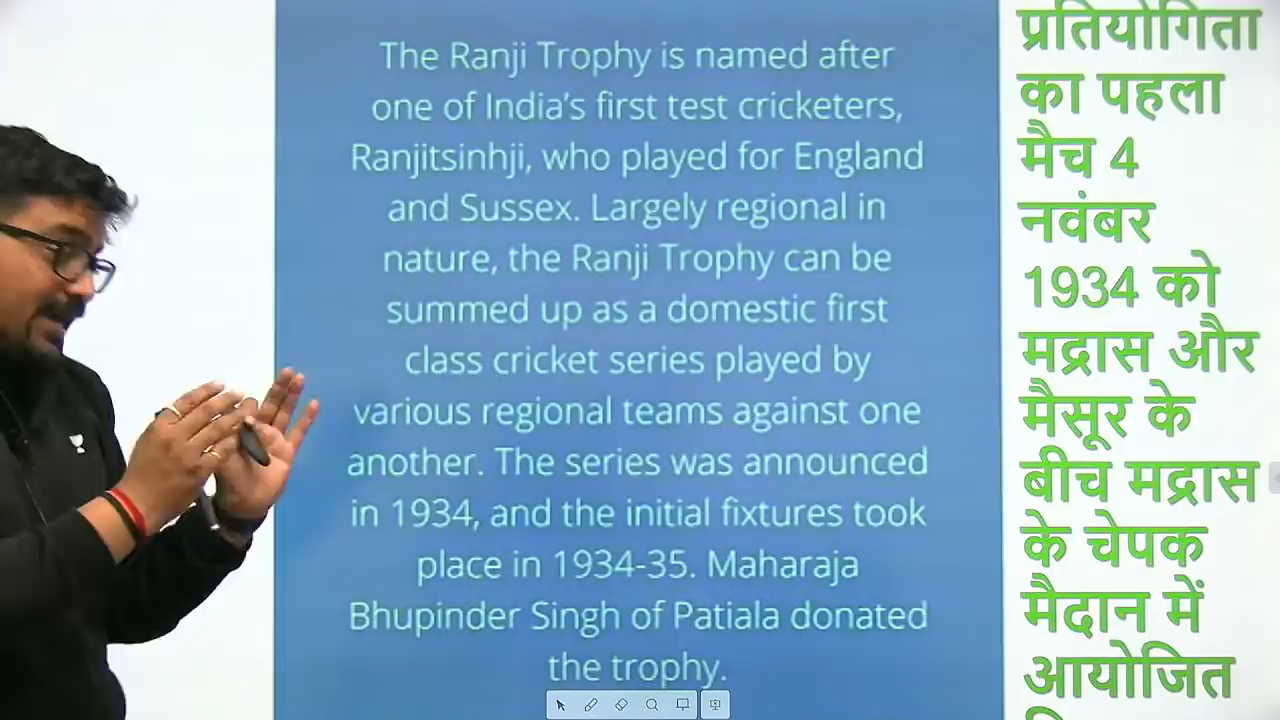 The Ranji Trophy is named after
one of India's first test cricketers,
Ranjitsinhji, who played for England
and Sussex. Largely regional in
nature, the Ranji Trophy can be
summed up as a domestic first
class cricket series played by
various regional teams against one
another. The series was announced
in 1934, and the initial fixtures took
place in 1934-35. Maharaja
Bhupinder Singh of Patiala donated
the trophy.
प्रतियोगिता
का पहला
मैच 4
नवंबर
1934 को
मद्रास और
मैसूर के
बीच मद्रास
के चेपक
मैदान में
आयोजित